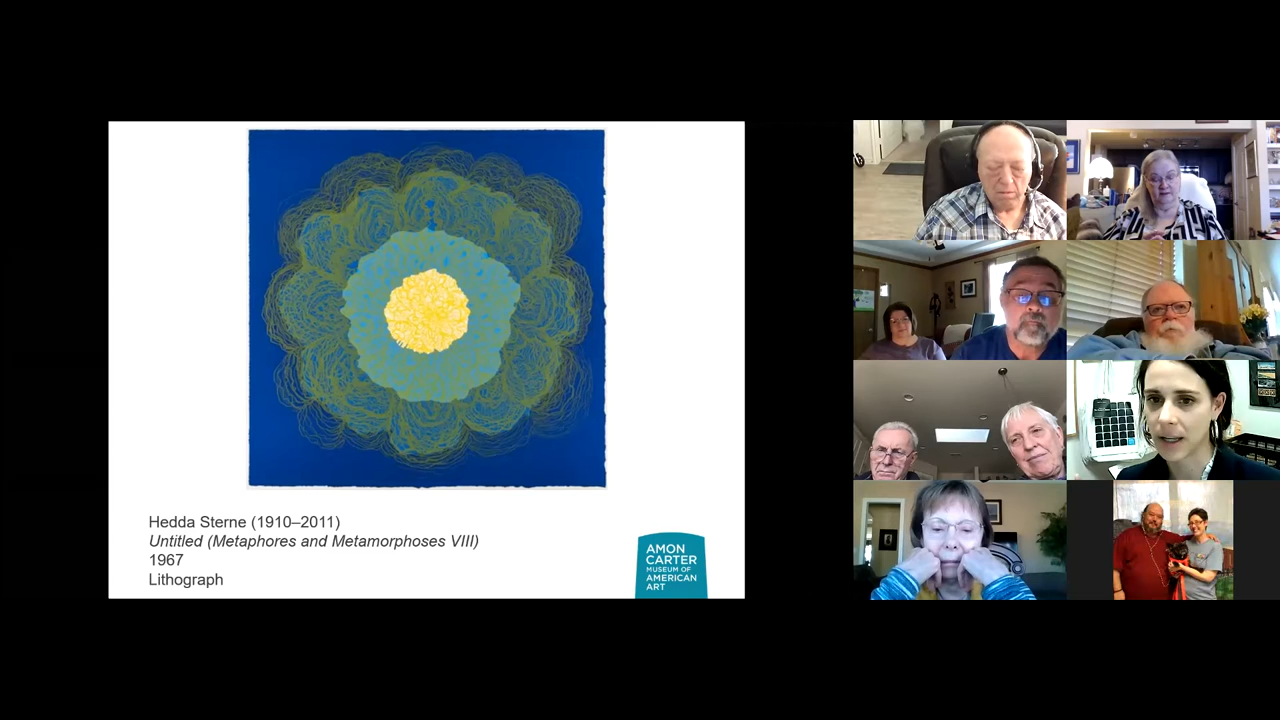 Hedda Sterne (1910–2011)
Untitled (Metaphores and Metamorphoses VIII)
1967
Lithograph
AMON
CARTER
MUSEUM OF
AMERICAN
ART